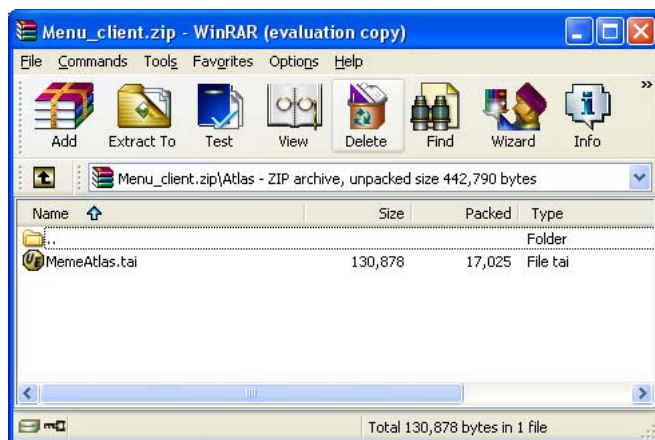 Menu_client.zip - WinRAR (evaluation copy)
File Commands Tools Favorites Options Help
Add Extract To Test View Delete Find Wizard Info »
Menu_client.zip\Atlas - ZIP archive, unpacked size 442,790 bytes
Name Size Packed Type
.. Folder
MemeAtlas.tai 130,878 17,025 File tai
Total 130,878 bytes in 1 file